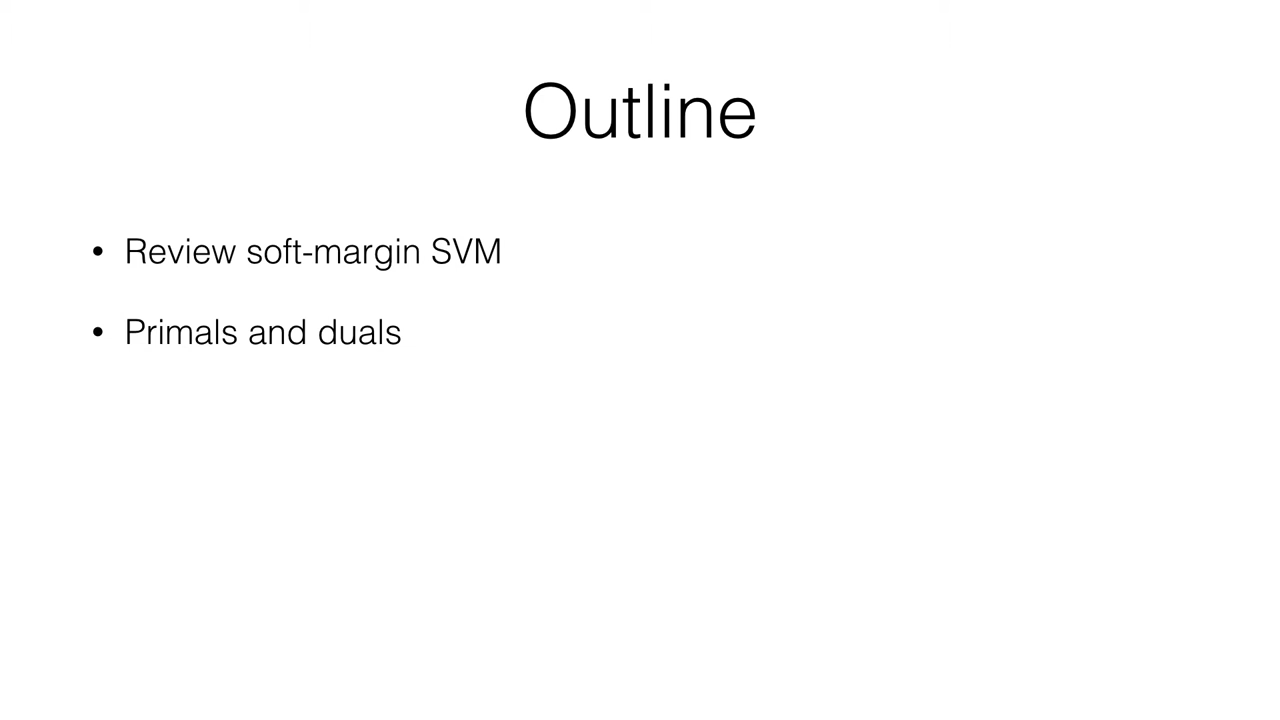 Outline
• Review soft-margin SVM
• Primals and duals